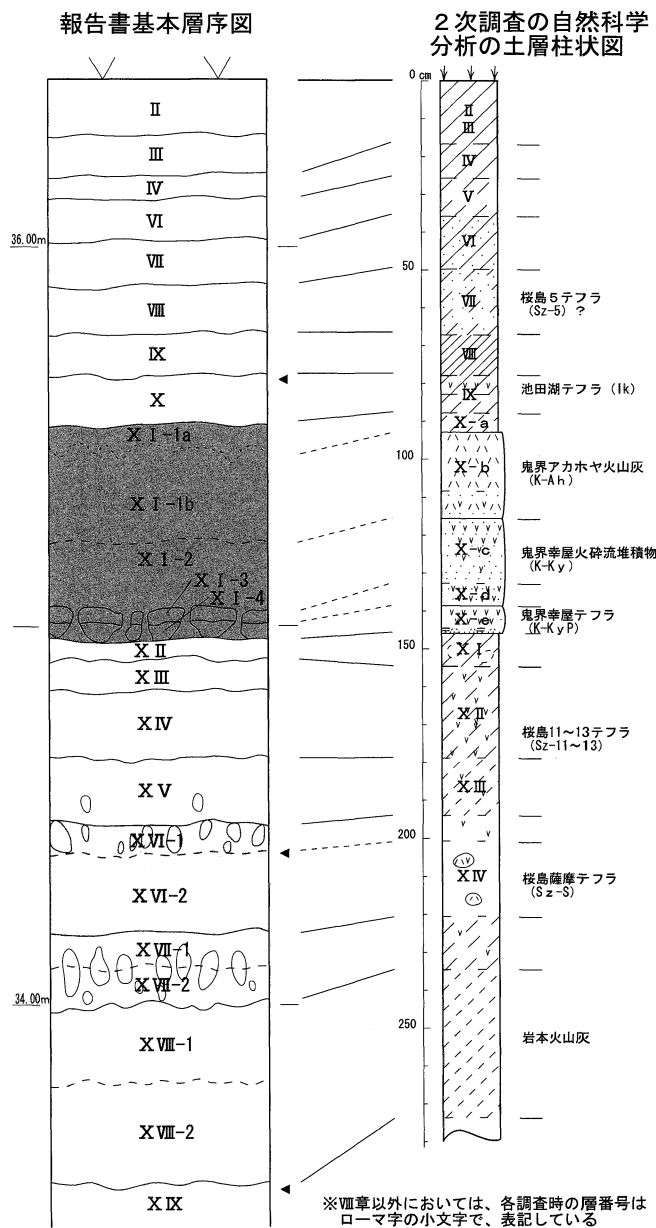 報告書基本層序図
２次調査の自然科学
分析の土層柱状図
Ⅱ
Ⅲ
Ⅳ
Ⅵ
36.00m
Ⅶ
Ⅷ
Ⅸ
Ⅹ
ⅩⅠ-1a
ⅩⅠ-1b
ⅩⅠ-2
ⅩⅠ-3
ⅩⅠ-4
ⅩⅡ
ⅩⅢ
ⅩⅣ
ⅩⅤ
ⅩⅥ-1
ⅩⅥ-2
ⅩⅦ-1
ⅩⅦ-2
34.00m
ⅩⅧ-1
ⅩⅧ-2
ⅩⅨ
0 cm
Ⅱ
Ⅲ
Ⅳ
Ⅴ
Ⅵ
50
Ⅶ
桜島５テフラ
(Sz-5) ?
Ⅷ
池田湖テフラ (Ik)
Ⅸ
Ⅹ-a
100
Ⅹ-b
鬼界アカホヤ火山灰
(K-Ah)
Ⅹ-c
鬼界幸屋火砕流堆積物
(K-Ky)
Ⅹ-d
Ⅹ-e
鬼界幸屋テフラ
(K-KyP)
150
ⅩⅠ
ⅩⅡ
桜島11～13テフラ
(Sz-11～13)
ⅩⅢ
200
ⅩⅣ
桜島薩摩テフラ
(Sz-S)
250
岩本火山灰
※Ⅷ章以外においては、各調査時の層番号は
ローマ字の小文字で、表記している